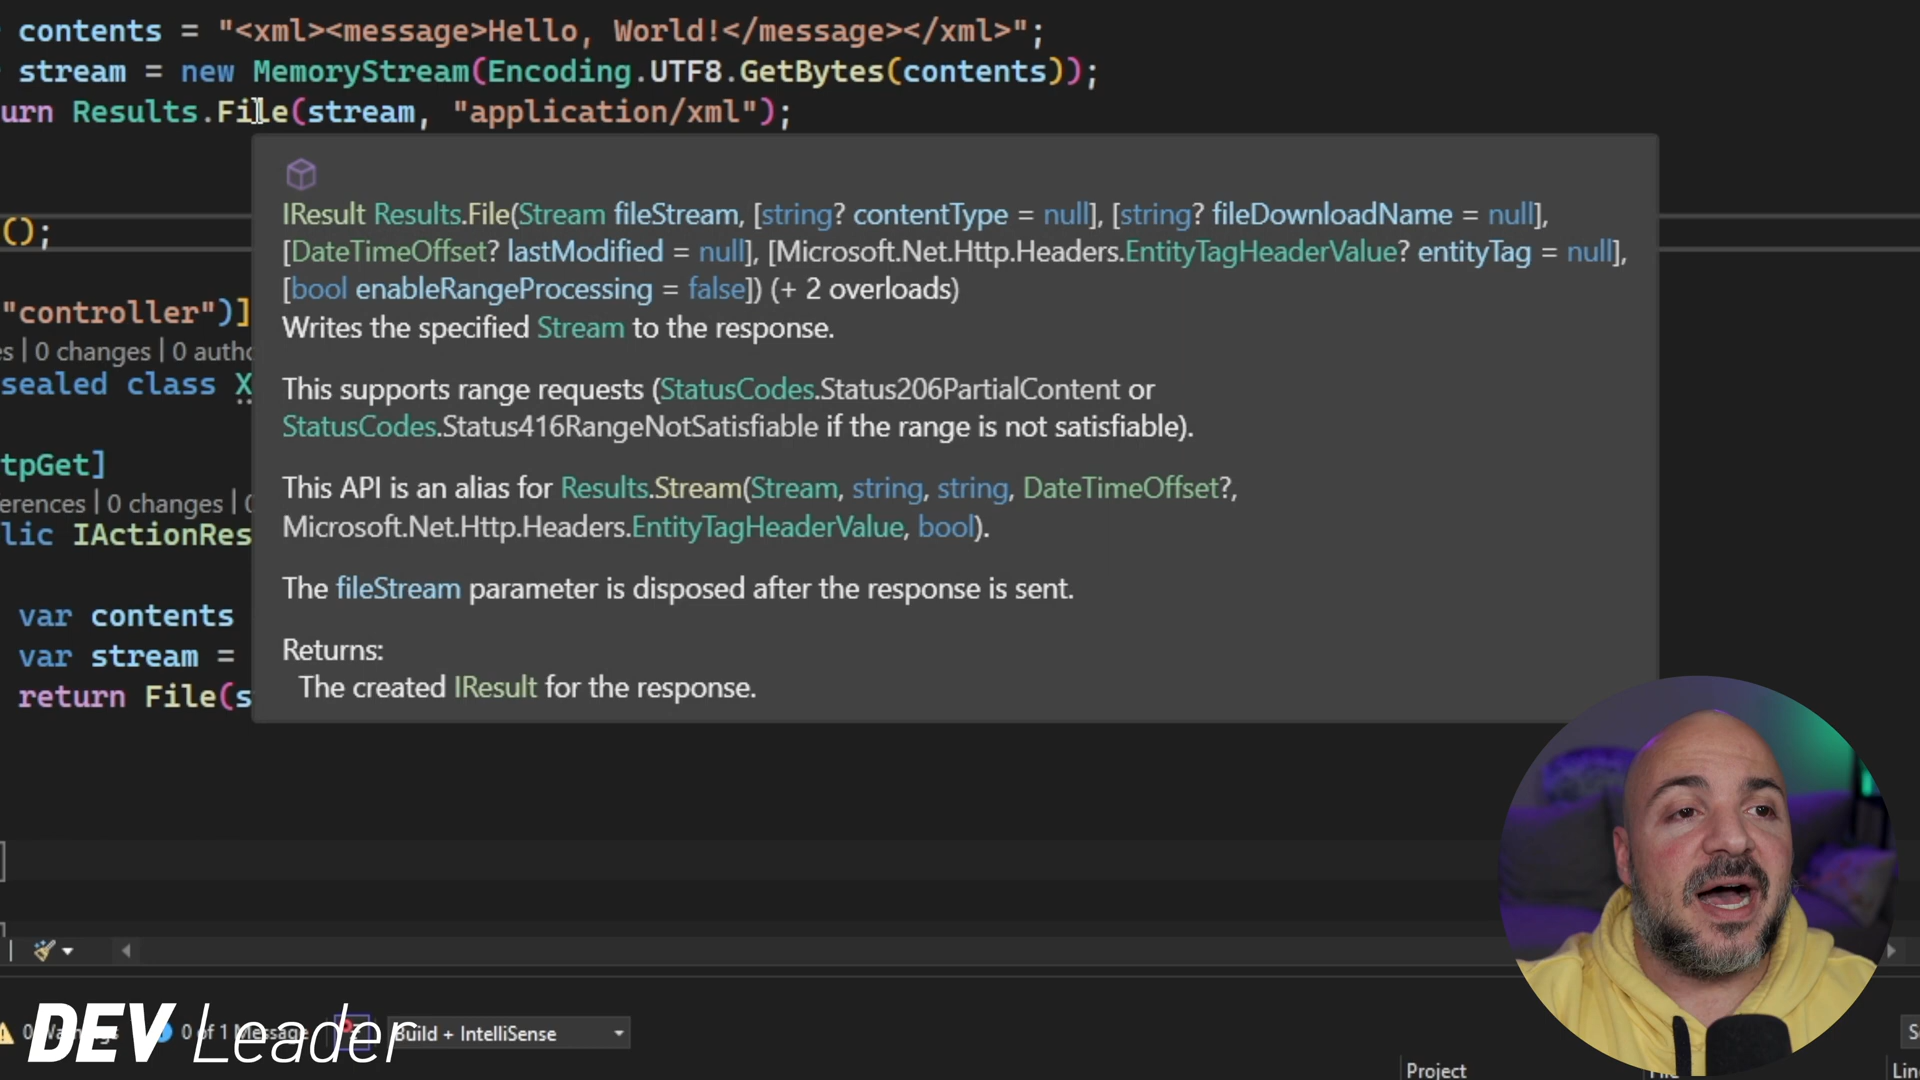 contents = "<xml><message>Hello, World!</message></xml>";
stream = new MemoryStream(Encoding.UTF8.GetBytes(contents));
urn Results.File(stream, "application/xml");
IResult Results.File(Stream fileStream, [string? contentType = null], [string? fileDownloadName = null],
();
[DateTimeOffset? lastModified = null], [Microsoft.Net.Http.Headers.EntityTagHeaderValue? entityTag = null],
[bool enableRangeProcessing = false]) (+ 2 overloads)
"controller")]
Writes the specified Stream to the response.
es | 0 changes | 0 autho
sealed class X
This supports range requests (StatusCodes.Status206PartialContent or
StatusCodes.Status416RangeNotSatisfiable if the range is not satisfiable).
tpGet]
This API is an alias for Results.Stream(Stream, string, string, DateTimeOffset?,
erences | 0 changes | 0
Microsoft.Net.Http.Headers.EntityTagHeaderValue, bool).
lic IActionRes
The fileStream parameter is disposed after the response is sent.
var contents
var stream =
Returns:
return File(s
The created IResult for the response.
DEV Leader
0 of 1 Message
Build + IntelliSense
Project
Lin